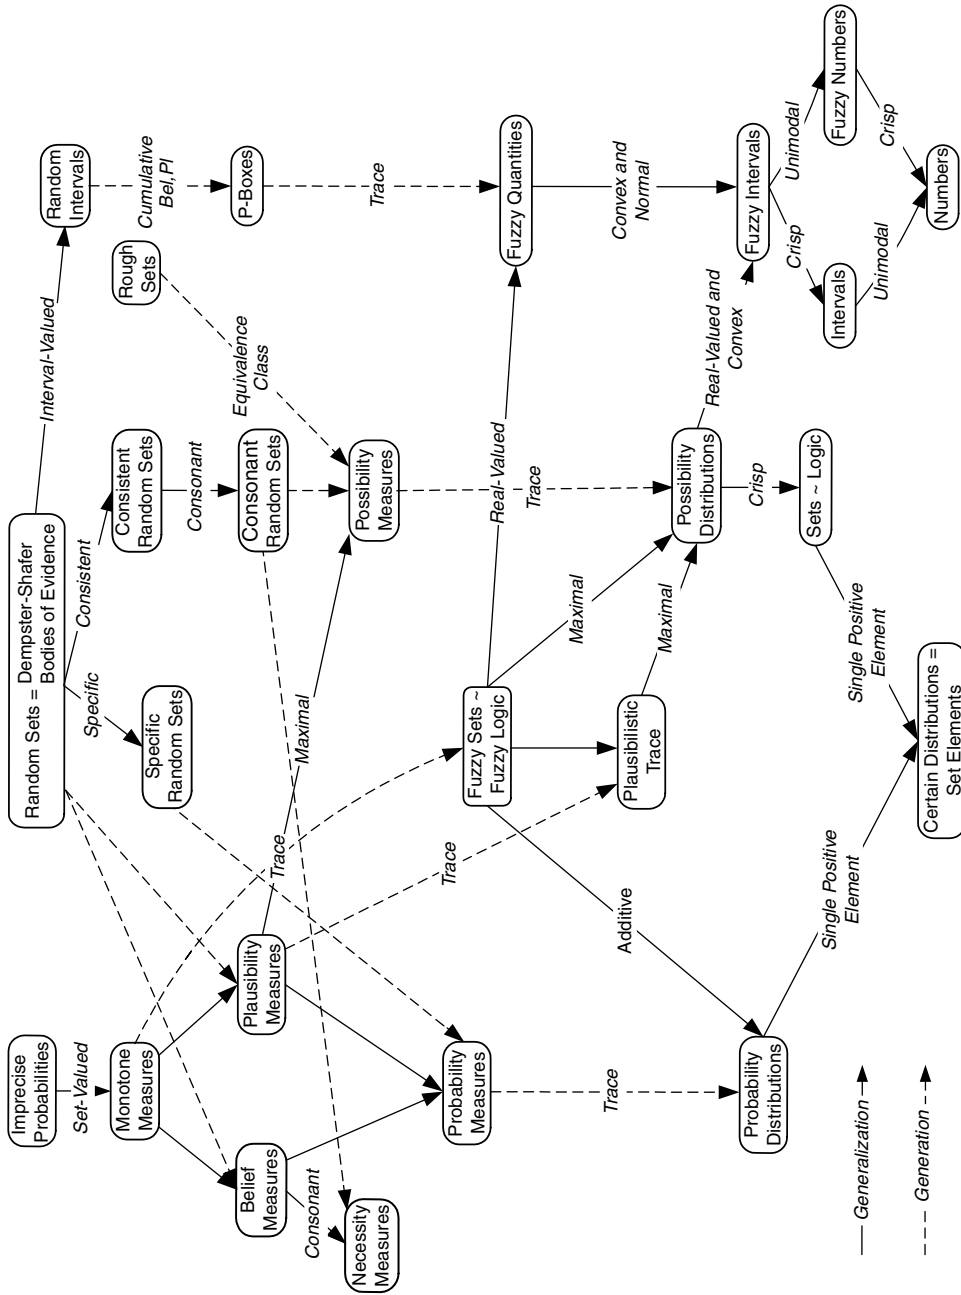 Imprecise
Probabilities
Set-Valued
Monotone
Measures
Belief
Measures
Consonant
Necessity
Measures
Plausibility
Measures
Probability
Measures
Trace
Probability
Distributions
Random Sets = Dempster-Shafer
Bodies of Evidence
Specific
Specific
Random Sets
Consistent
Consistent
Random Sets
Consonant
Consonant
Random Sets
Interval-Valued
Random
Intervals
Cumulative
Bel,Pl
P-Boxes
Trace
Rough
Sets
Equivalence
Class
Possibility
Measures
Maximal
Trace
Trace
Fuzzy Sets ~
Fuzzy Logic
Real-Valued
Trace
Fuzzy Quantities
Convex and
Normal
Additive
Plausibilistic
Trace
Maximal
Maximal
Possibility
Distributions
Real-Valued and
Convex
Fuzzy Intervals
Crisp
Unimodal
Intervals
Fuzzy Numbers
Unimodal
Crisp
Numbers
Crisp
Sets ~ Logic
Single Positive
Element
Single Positive
Element
Certain Distributions =
Set Elements
Generalization
Generation